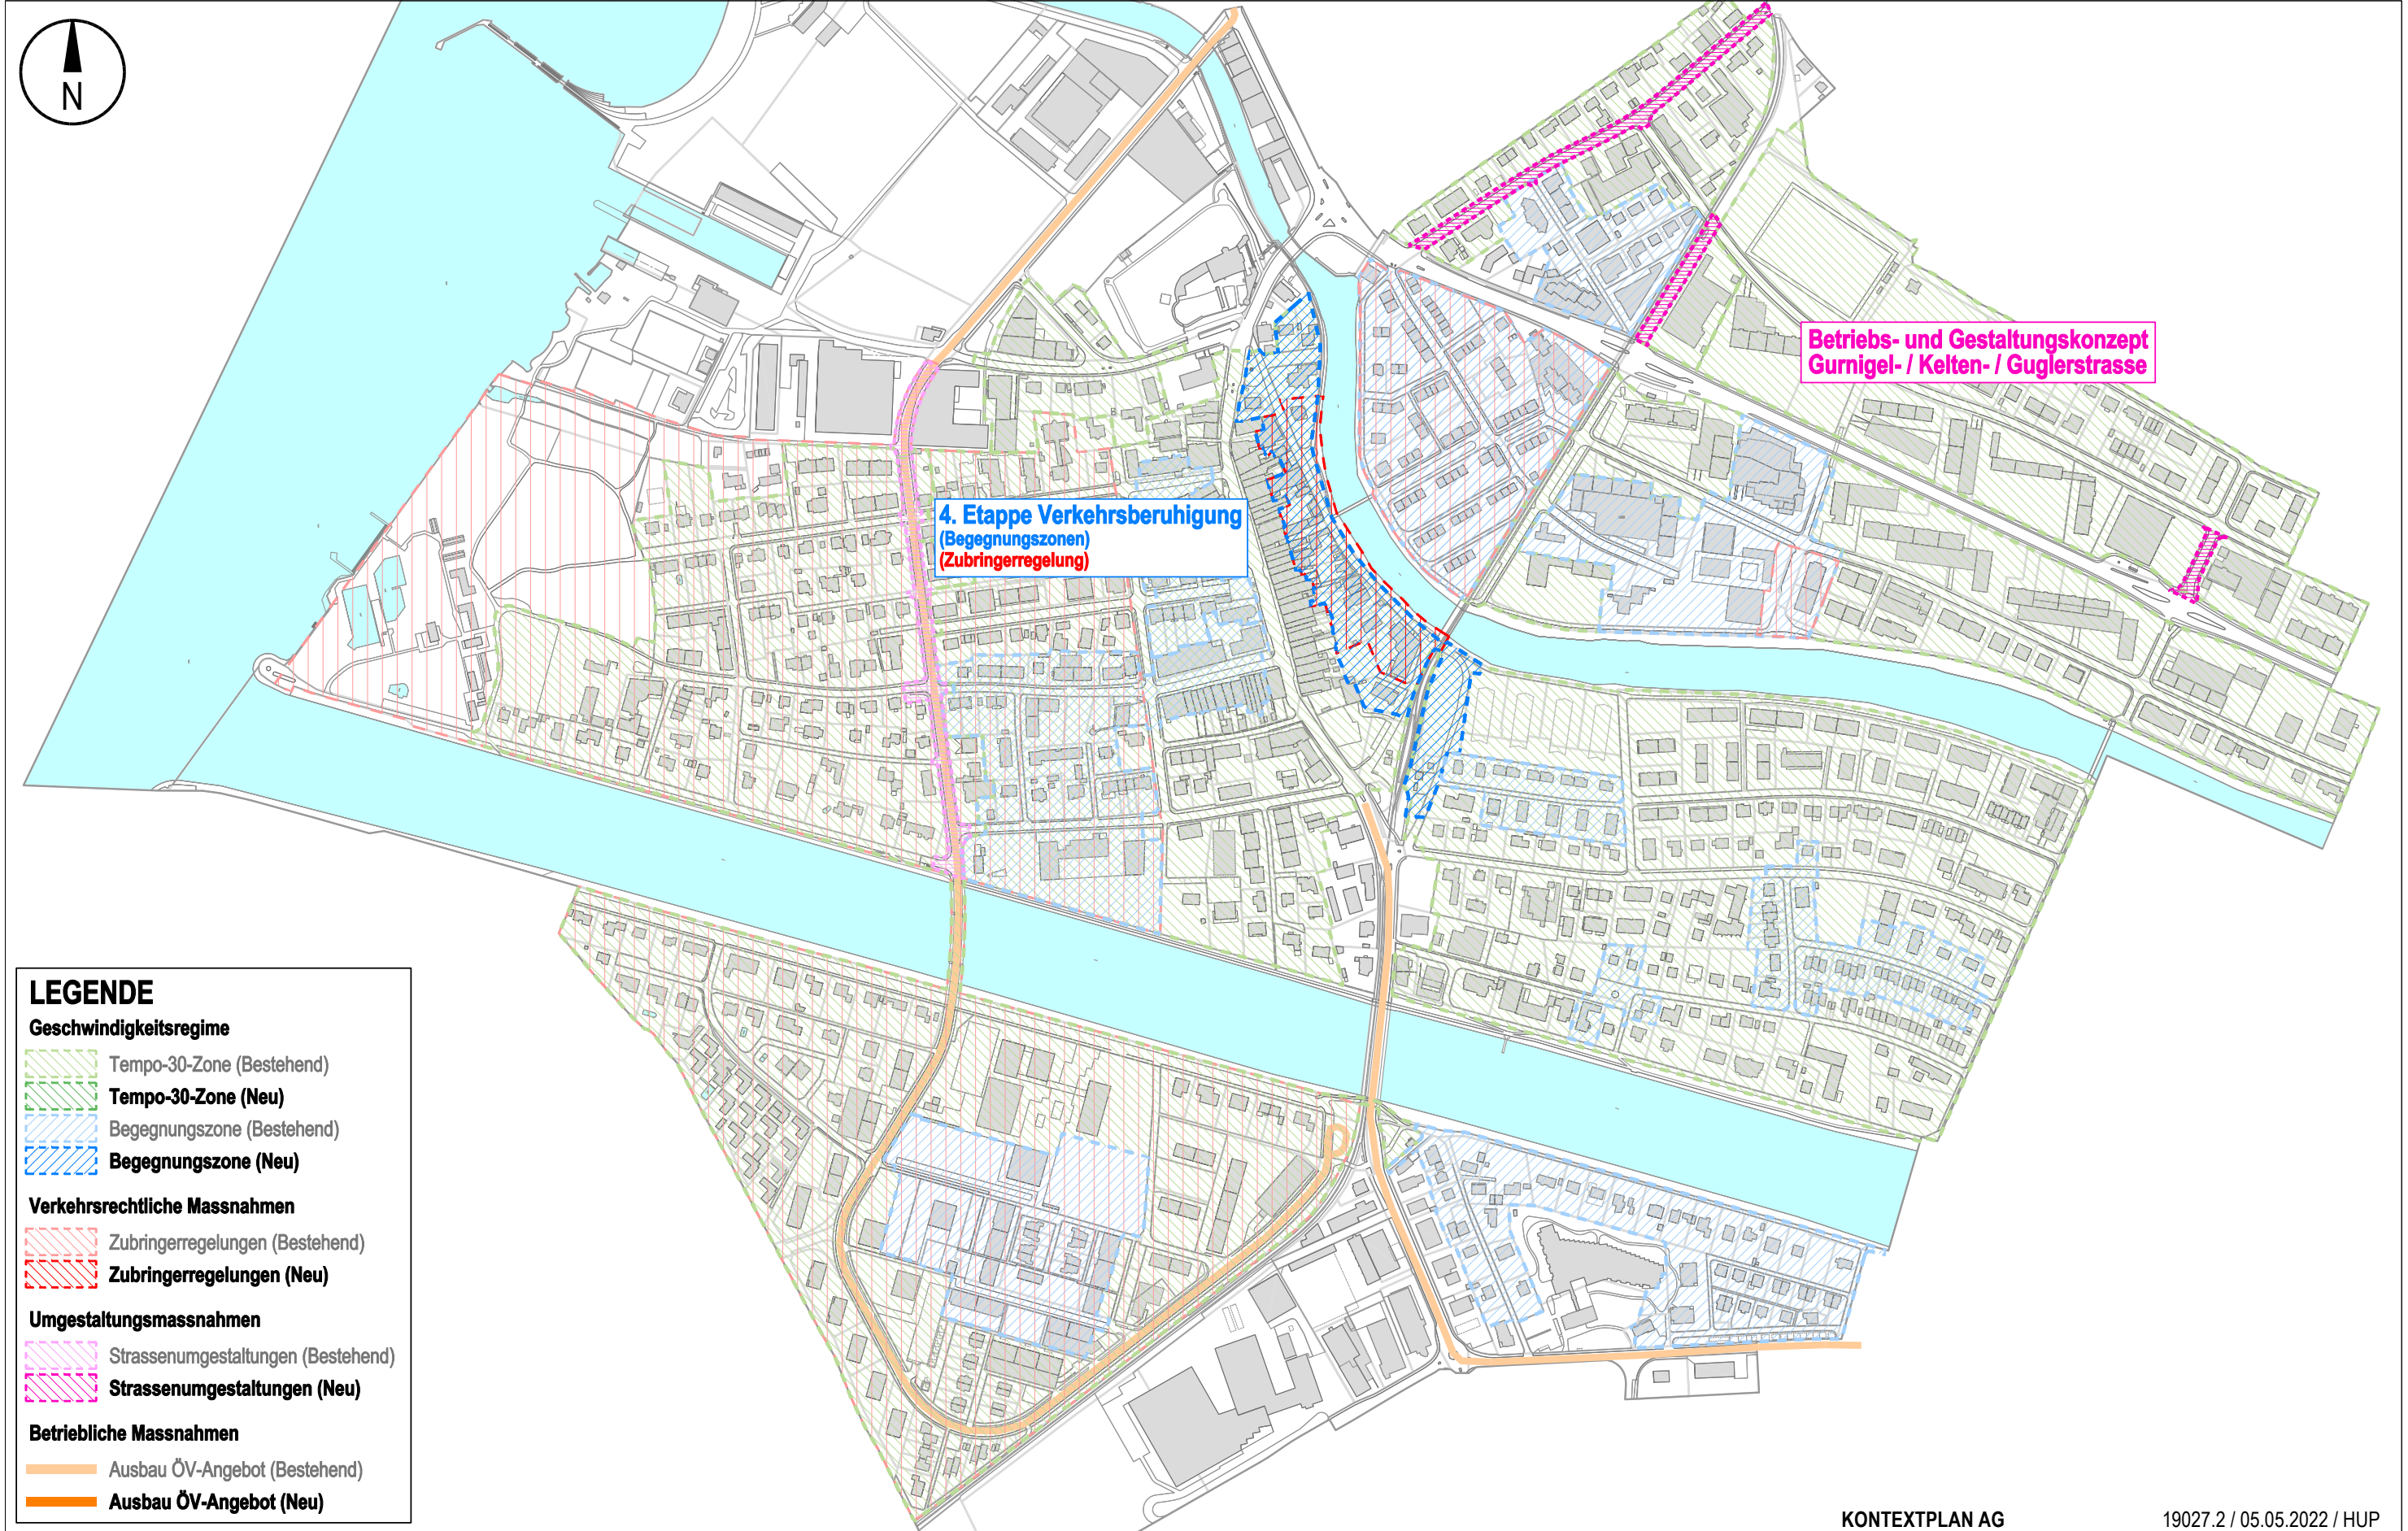 N
Betriebs- und Gestaltungskonzept
Gurnigel- / Kelten- / Guglerstrasse
4. Etappe Verkehrsberuhigung
(Begegnungszonen)
(Zubringerregelung)
LEGENDE
Geschwindigkeitsregime
Tempo-30-Zone (Bestehend)
Tempo-30-Zone (Neu)
Begegnungszone (Bestehend)
Begegnungszone (Neu)
Verkehrsrechtliche Massnahmen
Zubringerregelungen (Bestehend)
Zubringerregelungen (Neu)
Umgestaltungsmassnahmen
Strassenumgestaltungen (Bestehend)
Strassenumgestaltungen (Neu)
Betriebliche Massnahmen
Ausbau ÖV-Angebot (Bestehend)
Ausbau ÖV-Angebot (Neu)
KONTEXTPLAN AG 19027.2 / 05.05.2022 / HUP